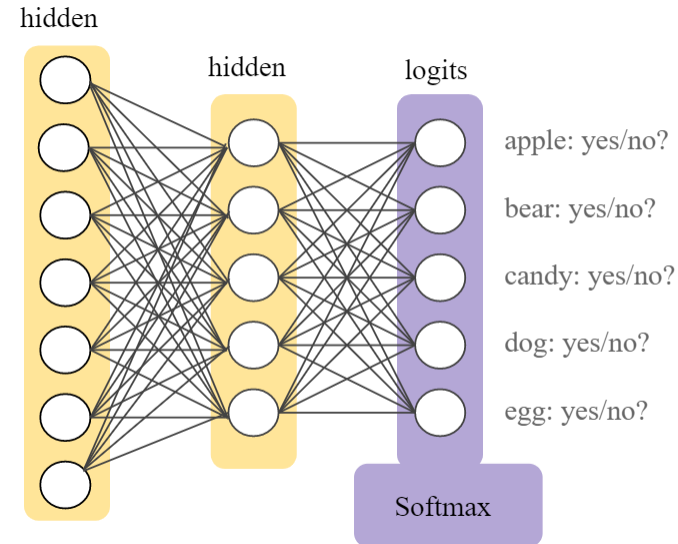 hidden
hidden
logits
apple: yes/no?
bear: yes/no?
candy: yes/no?
dog: yes/no?
egg: yes/no?
Softmax